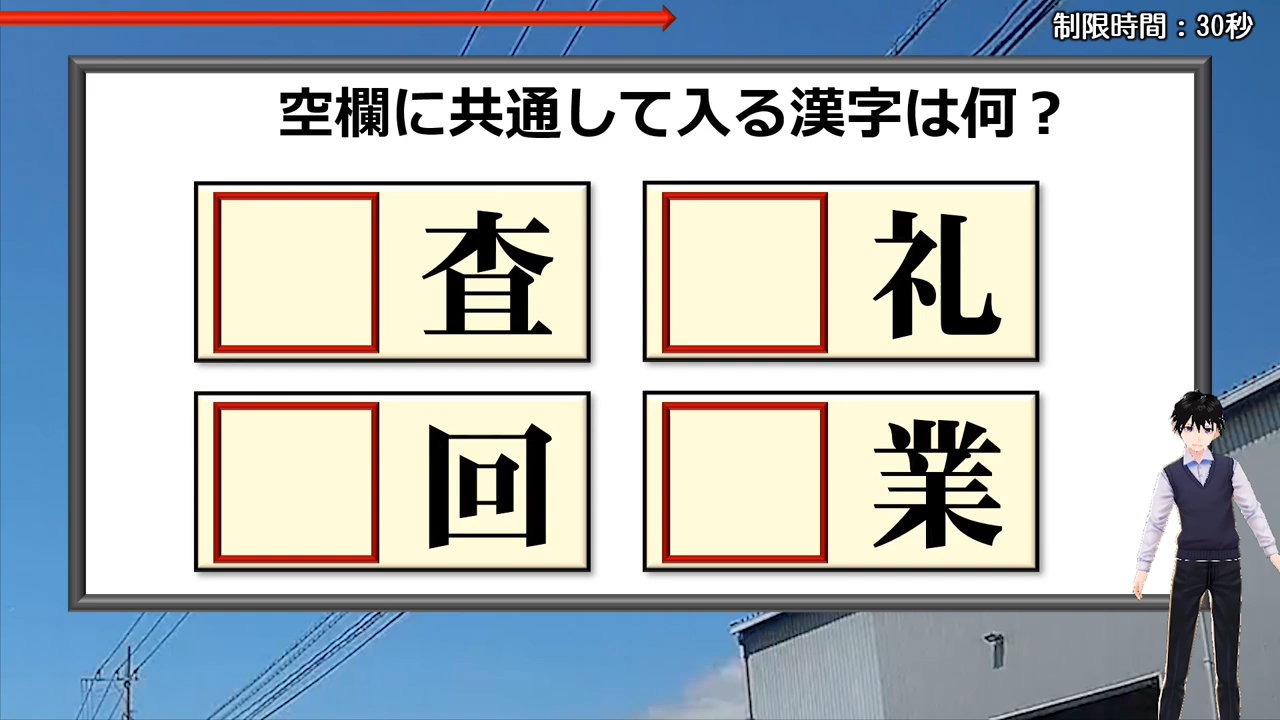 制限時間：30秒
空欄に共通して入る漢字は何？
査
礼
回
業